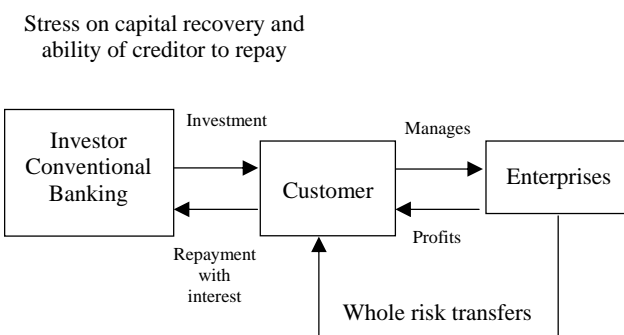 Stress on capital recovery and
ability of creditor to repay
Investor
Conventional
Banking
Investment
Repayment
with
interest
Customer
Manages
Profits
Enterprises
Whole risk transfers